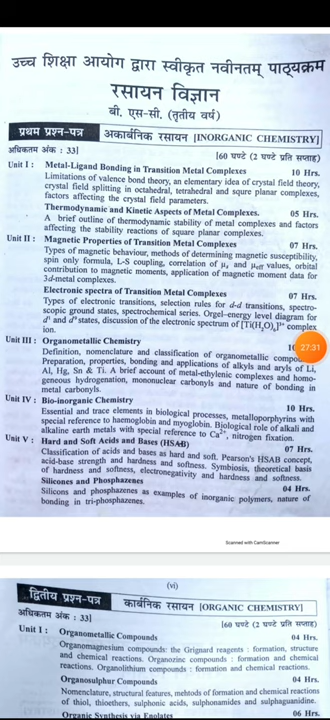 उच्च शिक्षा आयोग द्वारा स्वीकृत नवीनतम् पाठ्यक्रम
रसायन विज्ञान
बी. एस-सी. (तृतीय वर्ष)
प्रथम प्रश्न-पत्र अकार्बनिक रसायन [INORGANIC CHEMISTRY]
अधिकतम अंक : 33] [60 घण्टे (2 घण्टे प्रति सप्ताह)
Unit I : Metal-Ligand Bonding in Transition Metal Complexes 10 Hrs.
Limitations of valence bond theory, an elementary idea of crystal field theory,
crystal field splitting in octahedral, tetrahedral and squre planar complexes,
factors affecting the crystal field parameters.
Thermodynamic and Kinetic Aspects of Metal Complexes. 05 Hrs.
A brief outline of thermodynamic stability of metal complexes and factors
affecting the stability reactions of square planar complexes.
Unit II : Magnetic Properties of Transition Metal Complexes 07 Hrs.
Types of magnetic behaviour, methods of determining magnetic susceptibility,
spin only formula, L-S coupling, correlation of μs and μeff values, orbital
contribution to magnetic moments, application of magnetic moment data for
3d-metal complexes.
Electronic spectra of Transition Metal Complexes 07 Hrs.
Types of electronic transitions, selection rules for d-d transitions, spectro-
scopic ground states, spectrochemical series. Orgel-energy level diagram for
d¹ and d⁹ states, discussion of the electronic spectrum of [Ti(H₂O)₆]³⁺ complex
ion.
Unit III : Organometallic Chemistry
Definition, nomenclature and classification of organometallic
27:31
Preparation, properties, bonding and applications of alkyls and aryls of Li,
Al, Hg, Sn & Ti. A brief account of metal-ethylenic complexes and homo-
geneous hydrogenation, mononuclear carbonyls and nature of bonding in
metal carbonyls.
Unit IV : Bio-inorganic Chemistry 10 Hrs.
Essential and trace elements in biological processes, metalloporphyrins with
special reference to haemoglobin and myoglobin. Biological role of alkali and
alkaline earth metals with special reference to Ca²⁺, nitrogen fixation.
Unit V : Hard and Soft Acids and Bases (HSAB) 07 Hrs.
Classification of acids and bases as hard and soft. Pearson's HSAB concept,
acid-base strength and hardness and softness. Symbiosis, theoretical basis
of hardness and softness, electronegativity and hardness and softness.
Silicones and Phosphazenes 04 Hrs.
Silicons and phosphazenes as examples of inorganic polymers, nature of
bonding in tri-phosphazenes.
Scanned with CamScanner
(vi)
द्वितीय प्रश्न-पत्र कार्बनिक रसायन [ORGANIC CHEMISTRY]
अधिकतम अंक : 33] [60 घण्टे (2 घण्टे प्रति सप्ताह)
Unit I : Organometallic Compounds 04 Hrs.
Organomagnesium compounds: the Grignard reagents : formation, structure
and chemical reactions. Organozinc compounds : formation and chemical
reactions. Organolithium compounds : formation and chemical reactions.
Organosulphur Compounds 04 Hrs.
Nomenclature, structural features, mehtods of formation and chemical reactions
of thiol, thioethers, sulphonic acids, sulphonamides and sulphaguanidine.
Organic Synthesis via Enolates 06 Hrs.